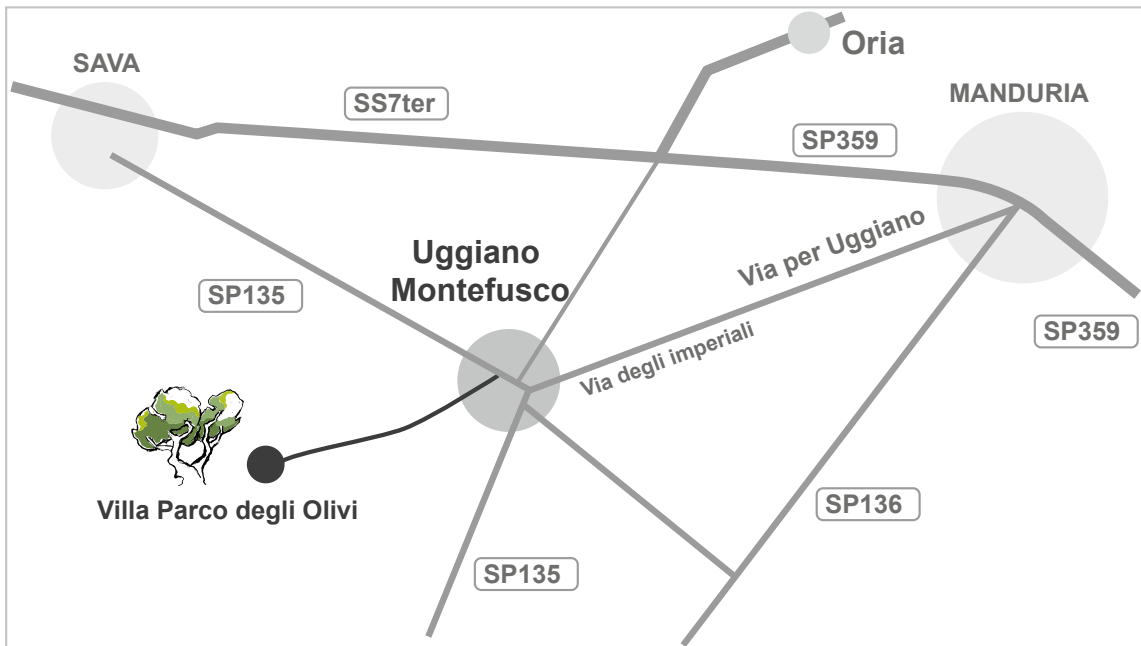 Oria
SAVA
MANDURIA
SS7ter
SP359
Uggiano
Montefusco
Via per Uggiano
SP135
SP359
Via degli imperiali
Villa Parco degli Olivi
SP136
SP135